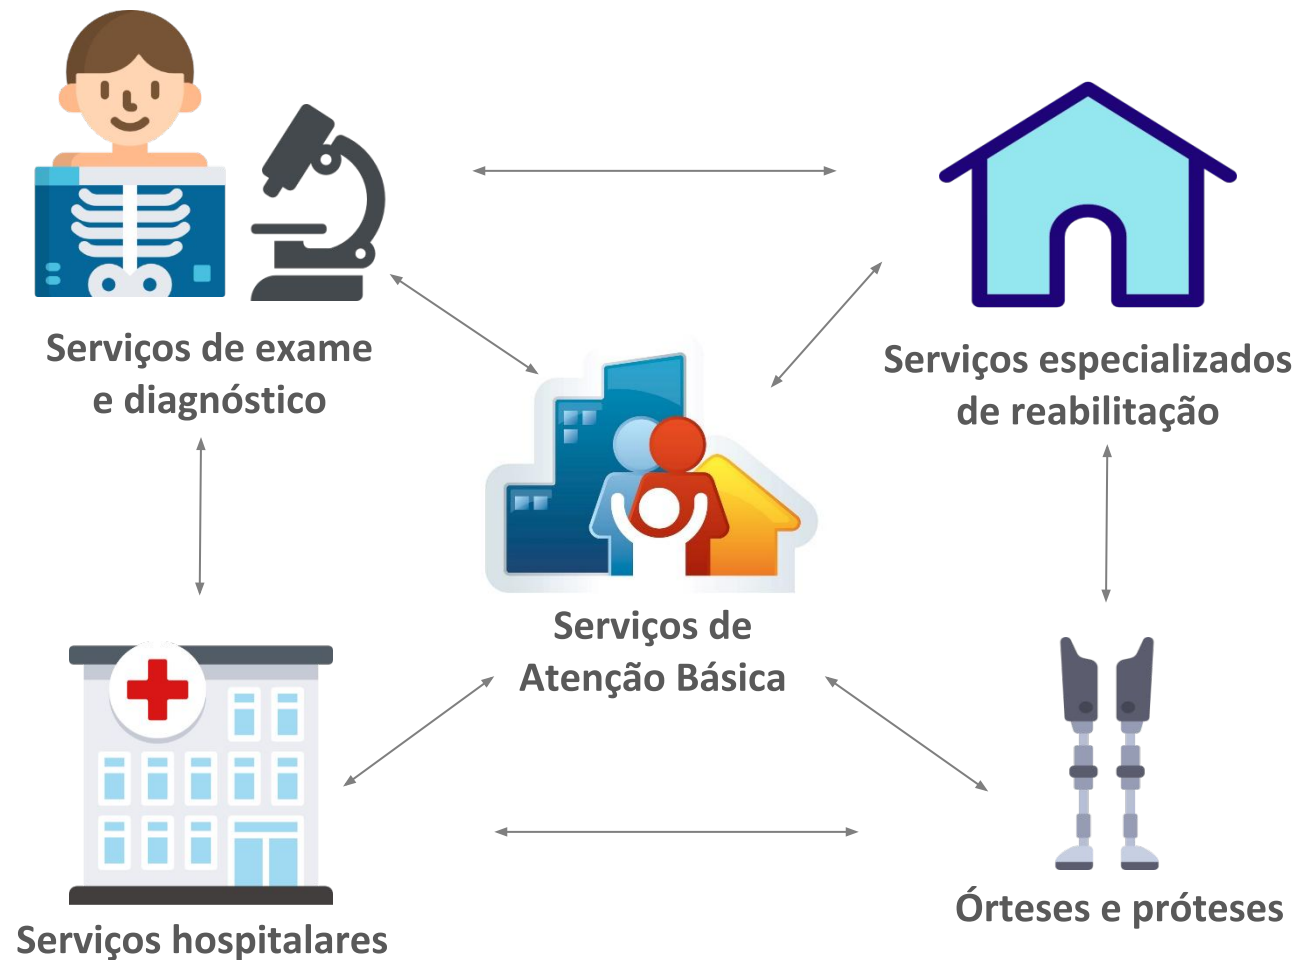 Serviços de exame
e diagnóstico
Serviços especializados
de reabilitação
Serviços de
Atenção Básica
Serviços hospitalares
Órteses e próteses